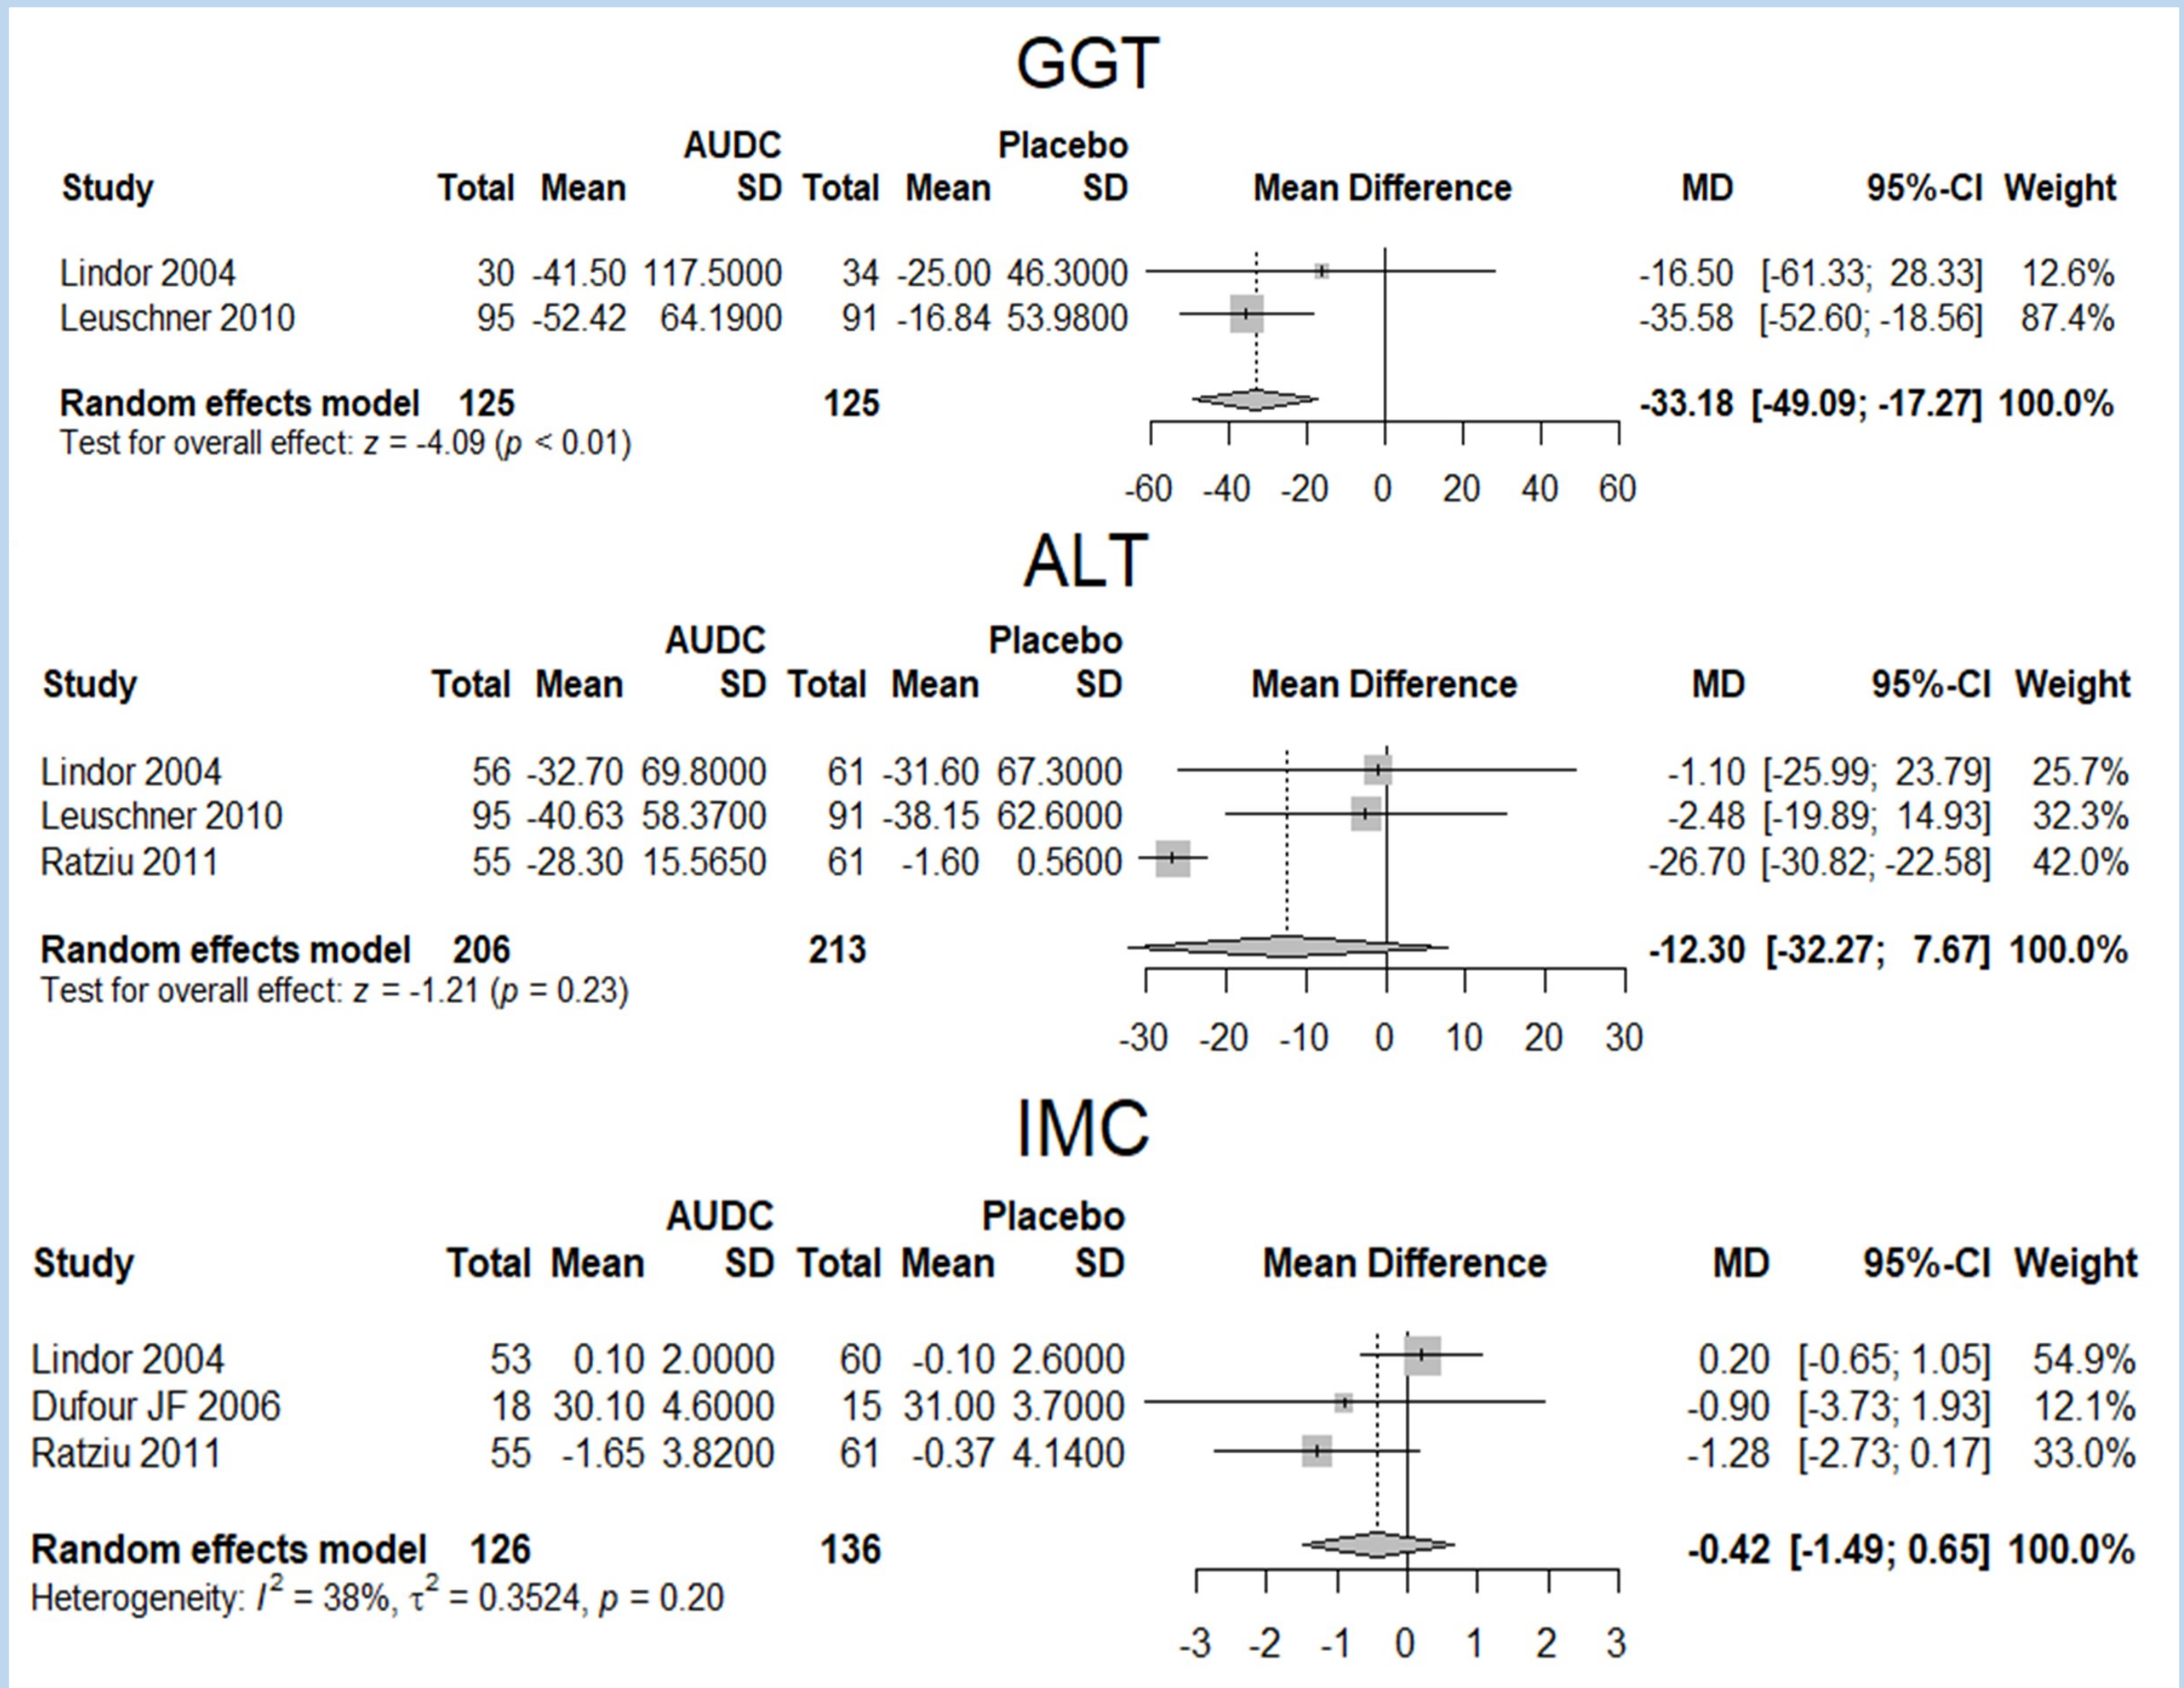 GGT
AUDC Placebo
Study Total Mean SD Total Mean SD Mean Difference MD 95%-CI Weight
Lindor 2004 30 -41.50 117.5000 34 -25.00 46.3000 -16.50 [-61.33; 28.33] 12.6%
Leuschner 2010 95 -52.42 64.1900 91 -16.84 53.9800 -35.58 [-52.60; -18.56] 87.4%
Random effects model 125 125 -33.18 [-49.09; -17.27] 100.0%
Test for overall effect: z = -4.09 (p < 0.01)
-60 -40 -20 0 20 40 60
ALT
AUDC Placebo
Study Total Mean SD Total Mean SD Mean Difference MD 95%-CI Weight
Lindor 2004 56 -32.70 69.8000 61 -31.60 67.3000 -1.10 [-25.99; 23.79] 25.7%
Leuschner 2010 95 -40.63 58.3700 91 -38.15 62.6000 -2.48 [-19.89; 14.93] 32.3%
Ratziu 2011 55 -28.30 15.5650 61 -1.60 0.5600 -26.70 [-30.82; -22.58] 42.0%
Random effects model 206 213 -12.30 [-32.27; 7.67] 100.0%
Test for overall effect: z = -1.21 (p = 0.23)
-30 -20 -10 0 10 20 30
IMC
AUDC Placebo
Study Total Mean SD Total Mean SD Mean Difference MD 95%-CI Weight
Lindor 2004 53 0.10 2.0000 60 -0.10 2.6000 0.20 [-0.65; 1.05] 54.9%
Dufour JF 2006 18 30.10 4.6000 15 31.00 3.7000 -0.90 [-3.73; 1.93] 12.1%
Ratziu 2011 55 -1.65 3.8200 61 -0.37 4.1400 -1.28 [-2.73; 0.17] 33.0%
Random effects model 126 136 -0.42 [-1.49; 0.65] 100.0%
Heterogeneity: I² = 38%, τ² = 0.3524, p = 0.20
-3 -2 -1 0 1 2 3